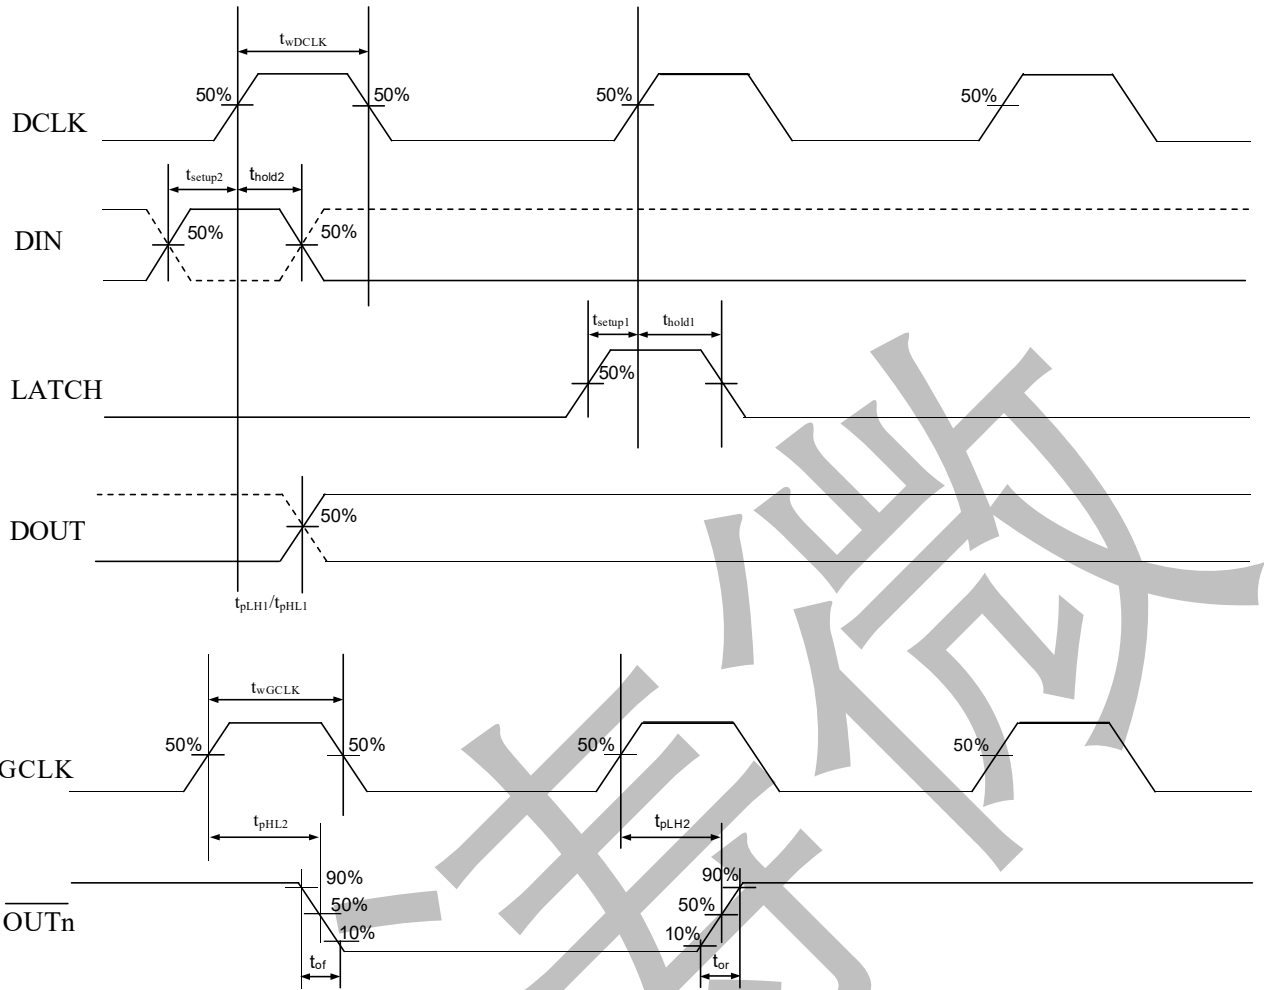 twDCLK
50%
50%
50%
50%
DCLK
tsetup2
thold2
DIN
50%
50%
tsetup1
thold1
LATCH
50%
DOUT
50%
tpLH1/tpHL1
twGCLK
50%
50%
50%
50%
GCLK
tpHL2
tpLH2
90%
90%
OUTn
50%
50%
10%
10%
tof
tor